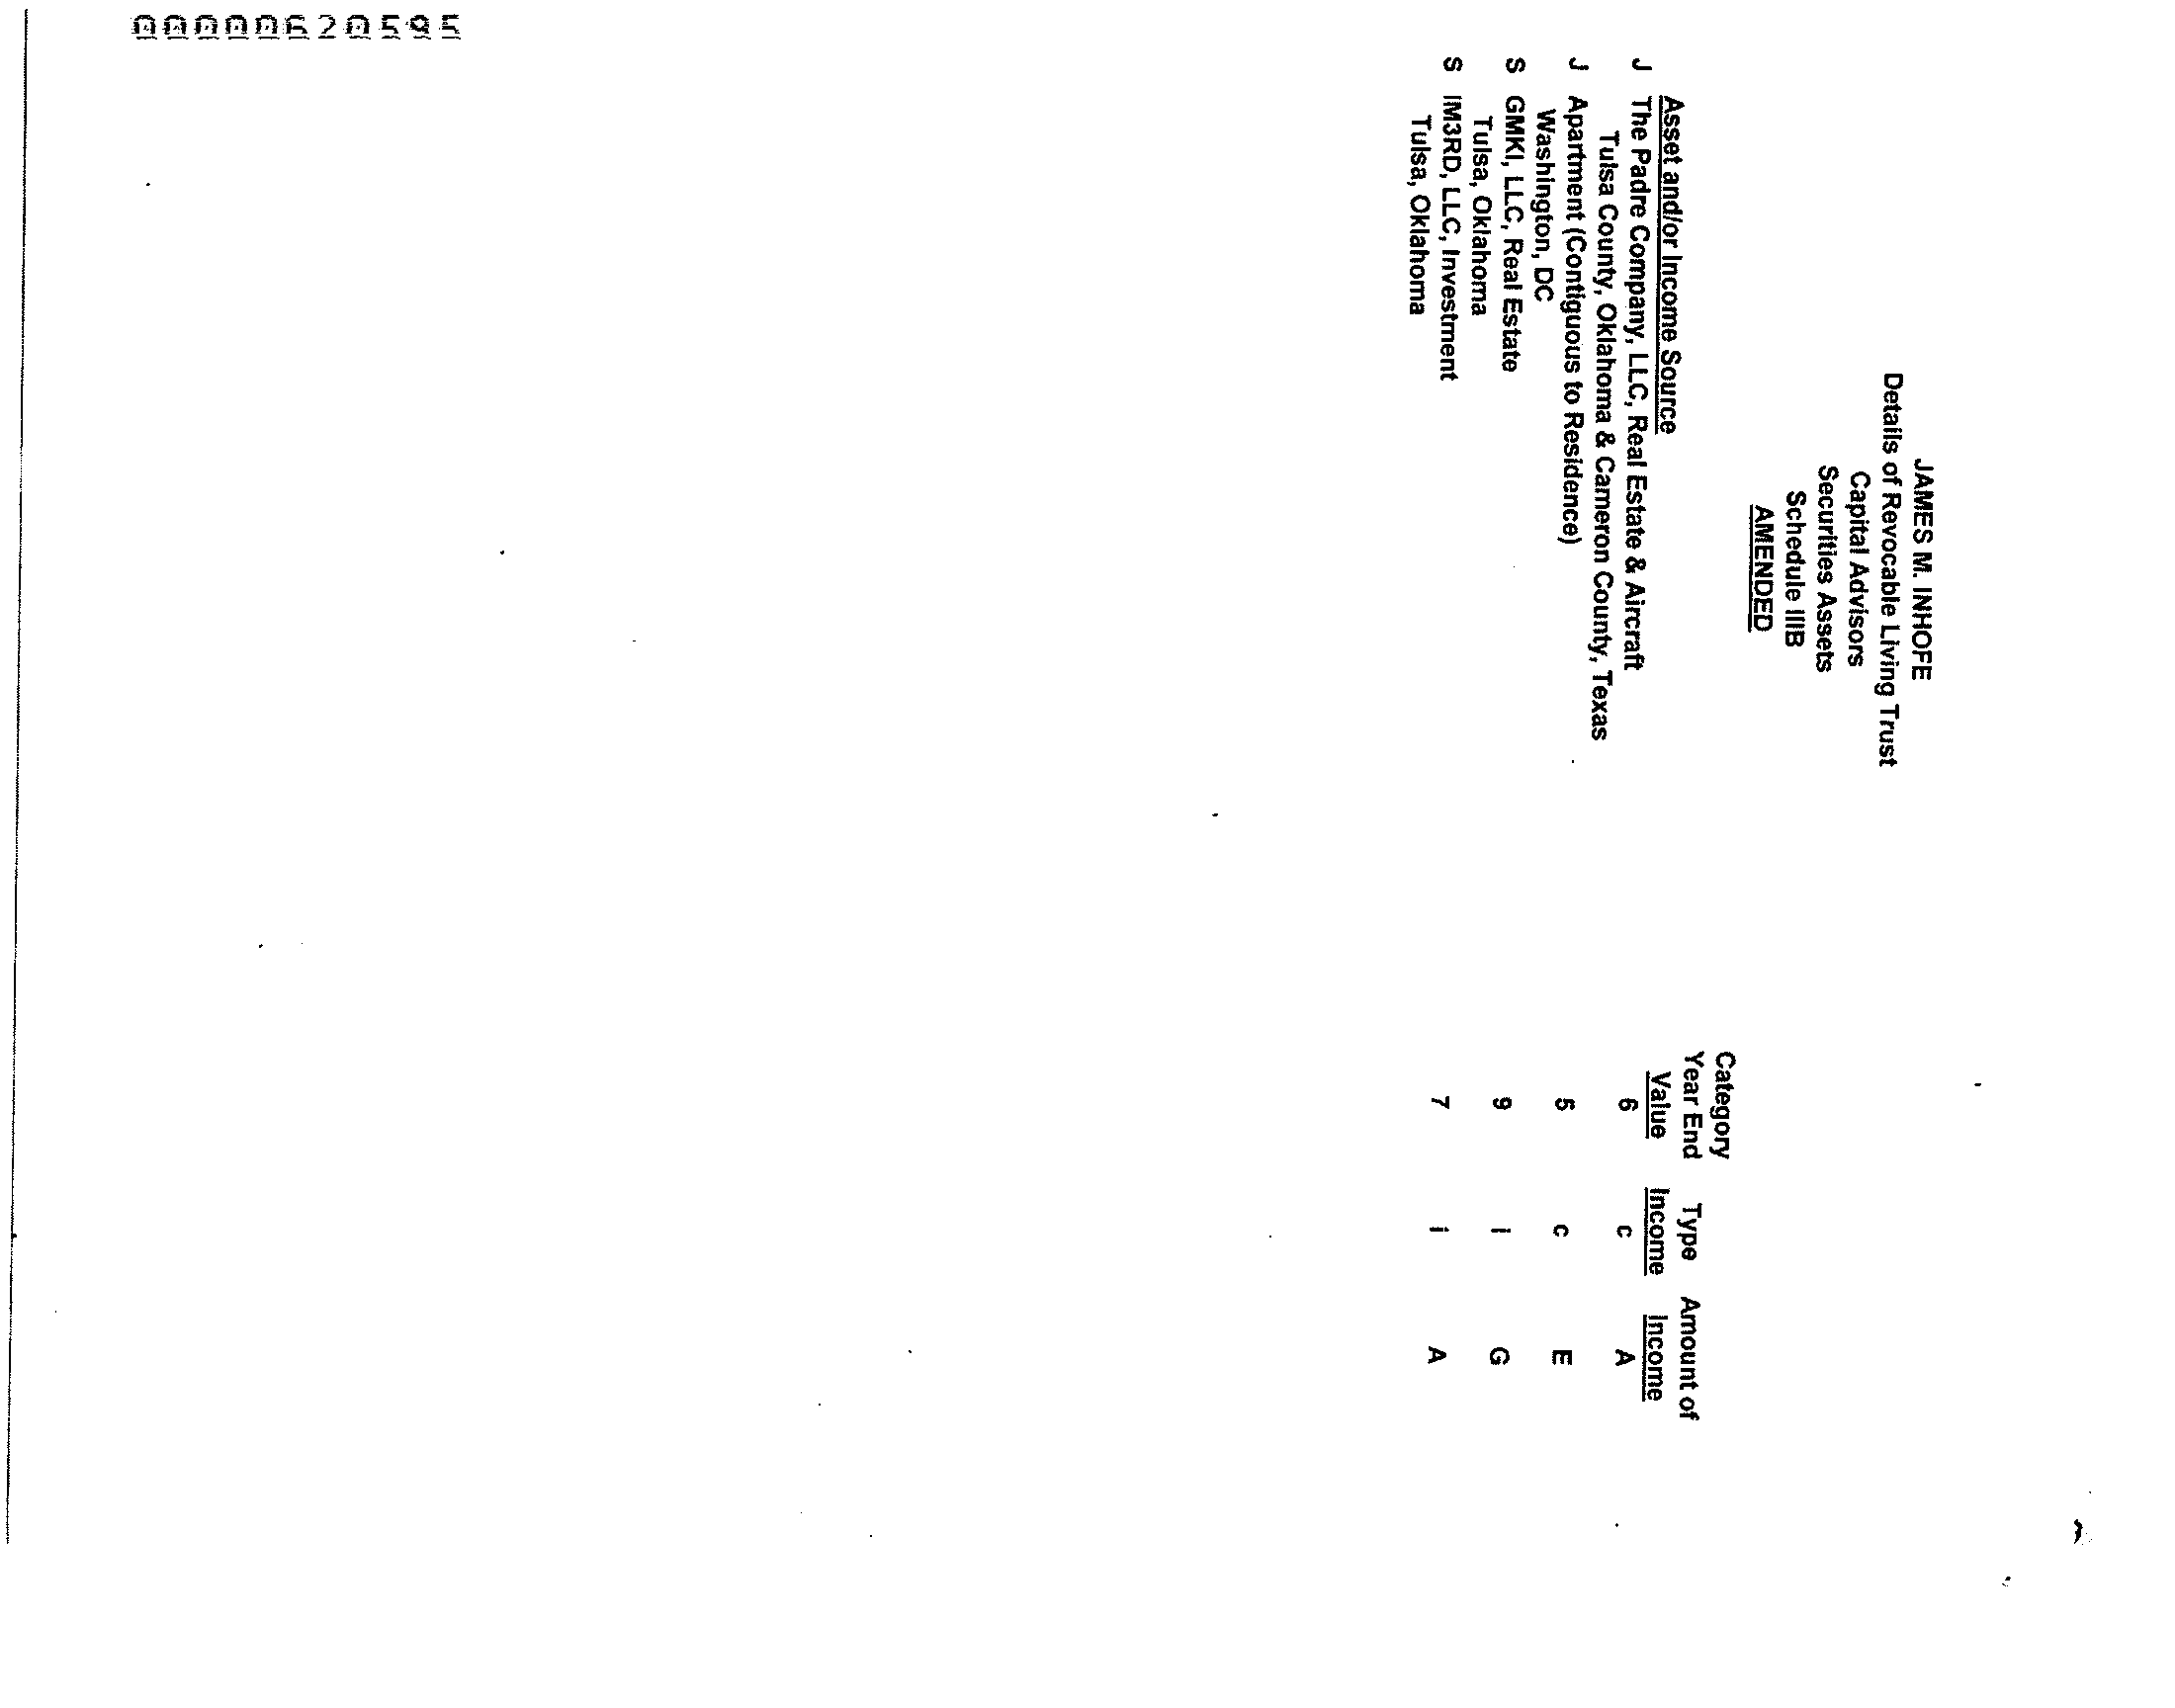 00000620595
JAMES M. INHOFE
Details of Revocable Living Trust
Capital Advisors
Securities Assets
Schedule IIIB
AMENDED
Category
Year End Type Amount of
Asset and/or Income Source Value Income Income
J The Padre Company, LLC, Real Estate & Aircraft 6 c A
Tulsa County, Oklahoma & Cameron County, Texas
J Apartment (Contiguous to Residence) 5 c E
Washington, DC
S GMKI, LLC, Real Estate 9 i G
Tulsa, Oklahoma
S IM3RD, LLC, Investment 7 i A
Tulsa, Oklahoma